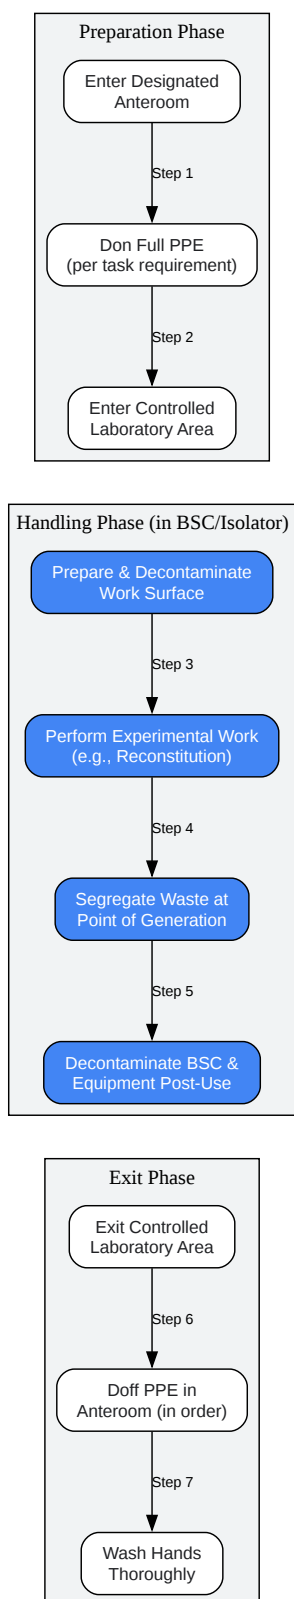 Preparation Phase
Enter Designated
Anteroom
Step 1
Don Full PPE
(per task requirement)
Step 2
Enter Controlled
Laboratory Area
Handling Phase (in BSC/Isolator)
Prepare & Decontaminate
Work Surface
Step 3
Perform Experimental Work
(e.g., Reconstitution)
Step 4
Segregate Waste at
Point of Generation
Step 5
Decontaminate BSC &
Equipment Post-Use
Exit Phase
Exit Controlled
Laboratory Area
Step 6
Doff PPE in
Anteroom (in order)
Step 7
Wash Hands
Thoroughly